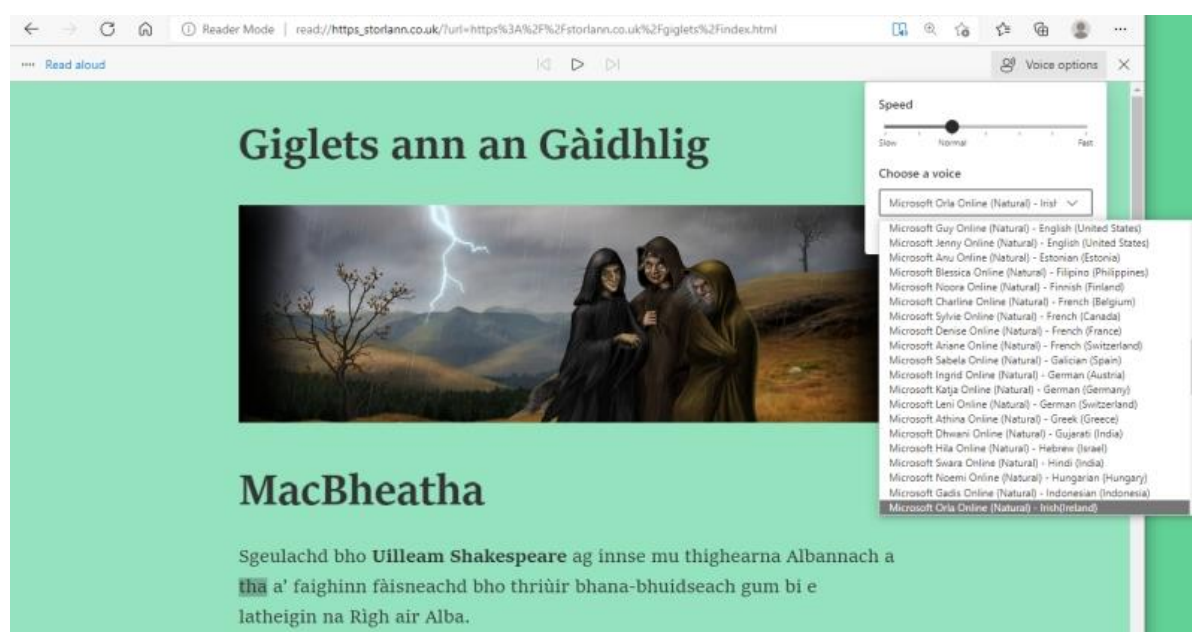 Reader Mode | read://https_storlann.co.uk/?url=https%3A%2F%2Fstorlann.co.uk%2Fgiglets%2Findex.html
Read aloud
Voice options
Giglets ann an Gàidhlig
Speed
Slow Normal Fast
Choose a voice
Microsoft Orla Online (Natural) - Irisl
Microsoft Guy Online (Natural) - English (United States)
Microsoft Jenny Online (Natural) - English (United States)
Microsoft Anu Online (Natural) - Estonian (Estonia)
Microsoft Blessica Online (Natural) - Filipino (Philippines)
Microsoft Noora Online (Natural) - Finnish (Finland)
Microsoft Charline Online (Natural) - French (Belgium)
Microsoft Sylvie Online (Natural) - French (Canada)
Microsoft Denise Online (Natural) - French (France)
Microsoft Ariane Online (Natural) - French (Switzerland)
Microsoft Sabela Online (Natural) - Galician (Spain)
Microsoft Ingrid Online (Natural) - German (Austria)
Microsoft Katja Online (Natural) - German (Germany)
Microsoft Leni Online (Natural) - German (Switzerland)
Microsoft Athina Online (Natural) - Greek (Greece)
Microsoft Dhwani Online (Natural) - Gujarati (India)
Microsoft Hila Online (Natural) - Hebrew (Israel)
Microsoft Swara Online (Natural) - Hindi (India)
Microsoft Noemi Online (Natural) - Hungarian (Hungary)
Microsoft Gadis Online (Natural) - Indonesian (Indonesia)
Microsoft Orla Online (Natural) - Irish(Ireland)
MacBheatha
Sgeulachd bho Uilleam Shakespeare ag innse mu thighearna Albannach a
tha a' faighinn fàisneachd bho thriùir bhana-bhuidseach gum bi e
latheigin na Rìgh air Alba.